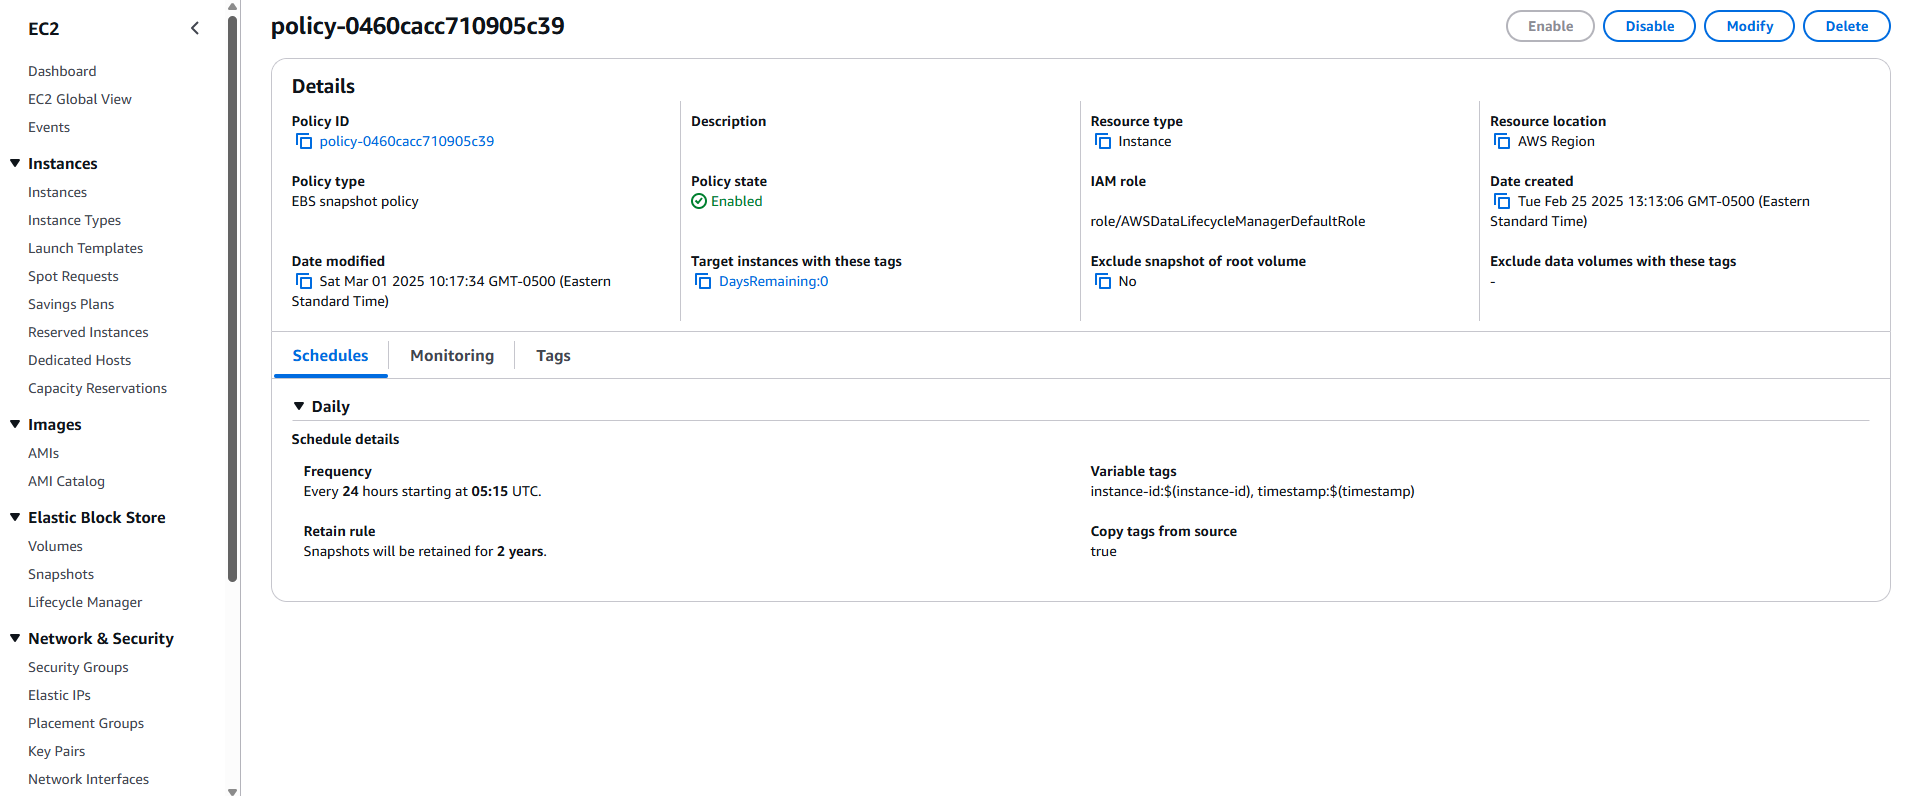 EC2
Dashboard
EC2 Global View
Events
Instances
Instances
Instance Types
Launch Templates
Spot Requests
Savings Plans
Reserved Instances
Dedicated Hosts
Capacity Reservations
Images
AMIs
AMI Catalog
Elastic Block Store
Volumes
Snapshots
Lifecycle Manager
Network & Security
Security Groups
Elastic IPs
Placement Groups
Key Pairs
Network Interfaces
policy-0460cacc710905c39
Enable
Disable
Modify
Delete
Details
Policy ID
policy-0460cacc710905c39
Description
Resource type
Instance
Resource location
AWS Region
Policy type
EBS snapshot policy
Policy state
Enabled
IAM role
role/AWSDataLifecycleManagerDefaultRole
Date created
Tue Feb 25 2025 13:13:06 GMT-0500 (Eastern
Standard Time)
Date modified
Sat Mar 01 2025 10:17:34 GMT-0500 (Eastern
Standard Time)
Target instances with these tags
DaysRemaining:0
Exclude snapshot of root volume
No
Exclude data volumes with these tags
-
Schedules
Monitoring
Tags
Daily
Schedule details
Frequency
Every 24 hours starting at 05:15 UTC.
Variable tags
instance-id:$(instance-id), timestamp:$(timestamp)
Retain rule
Snapshots will be retained for 2 years.
Copy tags from source
true